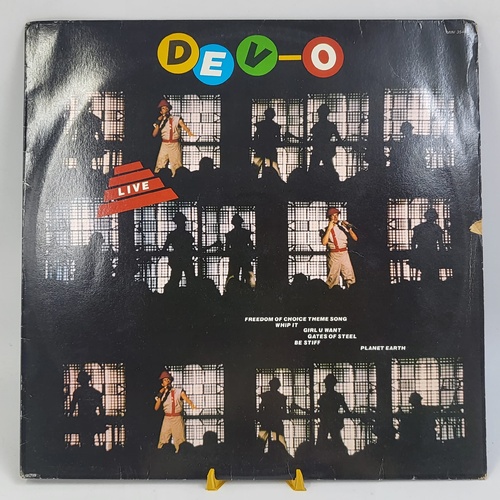 DEV-O
LIVE
FREEDOM OF CHOICE THEME SONG
WHIP IT
GIRL U WANT
GATES OF STEEL
BE STIFF
PLANET EARTH